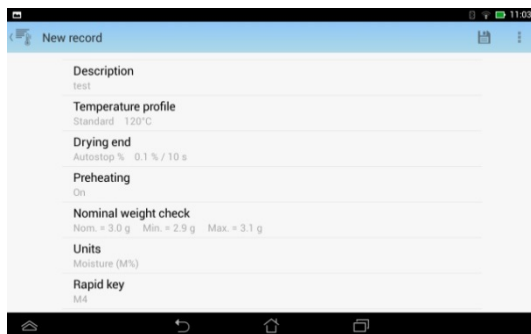 11:03
New record
Description
test
Temperature profile
Standard 120°C
Drying end
Autostop % 0.1 % / 10 s
Preheating
On
Nominal weight check
Nom. = 3.0 g Min. = 2.9 g Max. = 3.1 g
Units
Moisture (M%)
Rapid key
M4